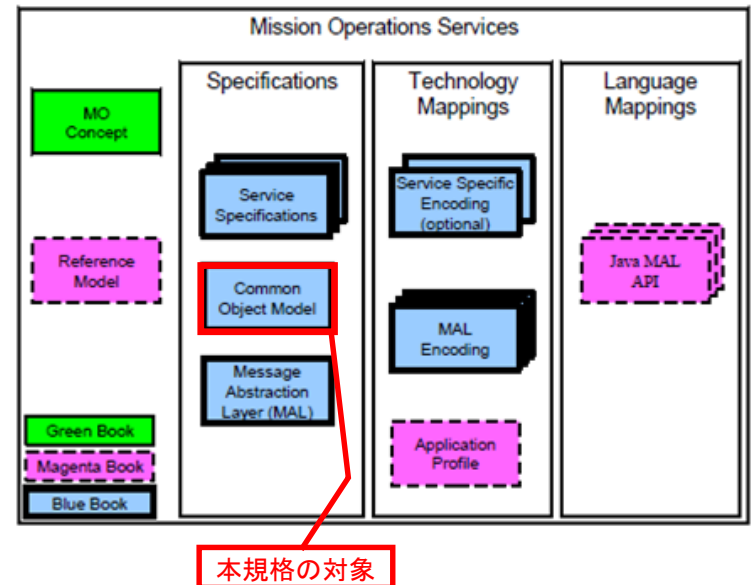 Mission Operations Services
MO
Concept
Reference
Model
Green Book
Magenta Book
Blue Book
Specifications
Service
Specifications
Common
Object Model
Message
Abstraction
Layer (MAL)
Technology
Mappings
Service Specific
Encoding
(optional)
MAL
Encoding
Application
Profile
Language
Mappings
Java MAL
API
本規格の対象